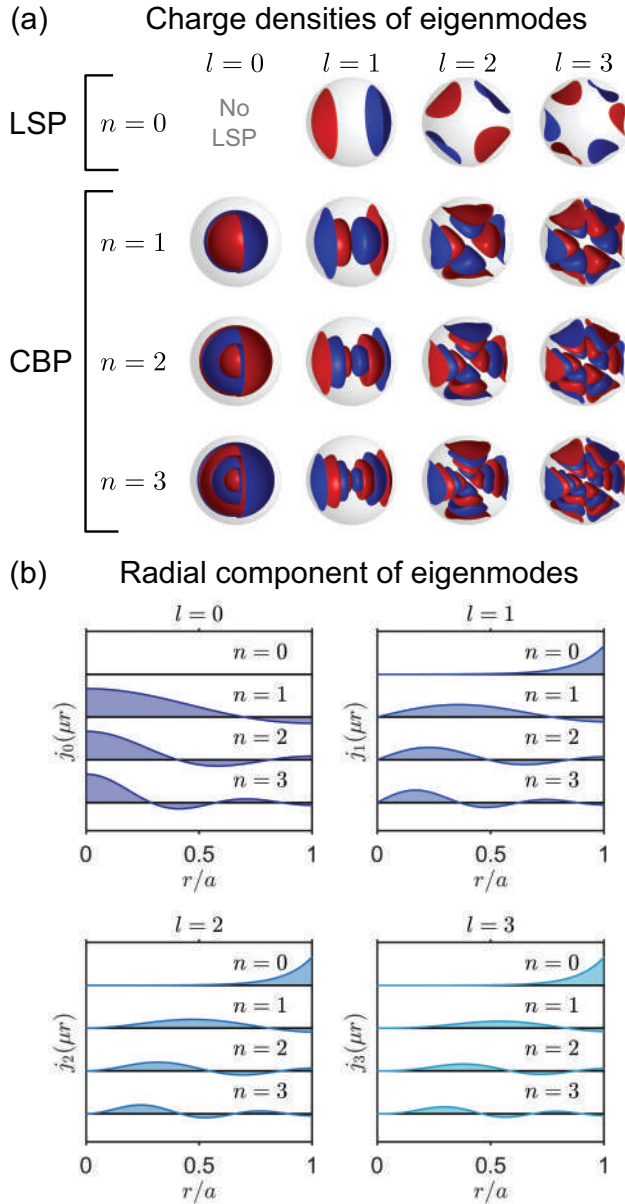 (a) Charge densities of eigenmodes
l = 0 l = 1 l = 2 l = 3
LSP n = 0 No LSP
n = 1
CBP n = 2
n = 3
(b) Radial component of eigenmodes
l = 0
n = 0
n = 1
n = 2
n = 3
j₀(μr)
0 0.5 1
r/a
l = 1
n = 0
n = 1
n = 2
n = 3
j₁(μr)
0 0.5 1
r/a
l = 2
n = 0
n = 1
n = 2
n = 3
j₂(μr)
0 0.5 1
r/a
l = 3
n = 0
n = 1
n = 2
n = 3
j₃(μr)
0 0.5 1
r/a